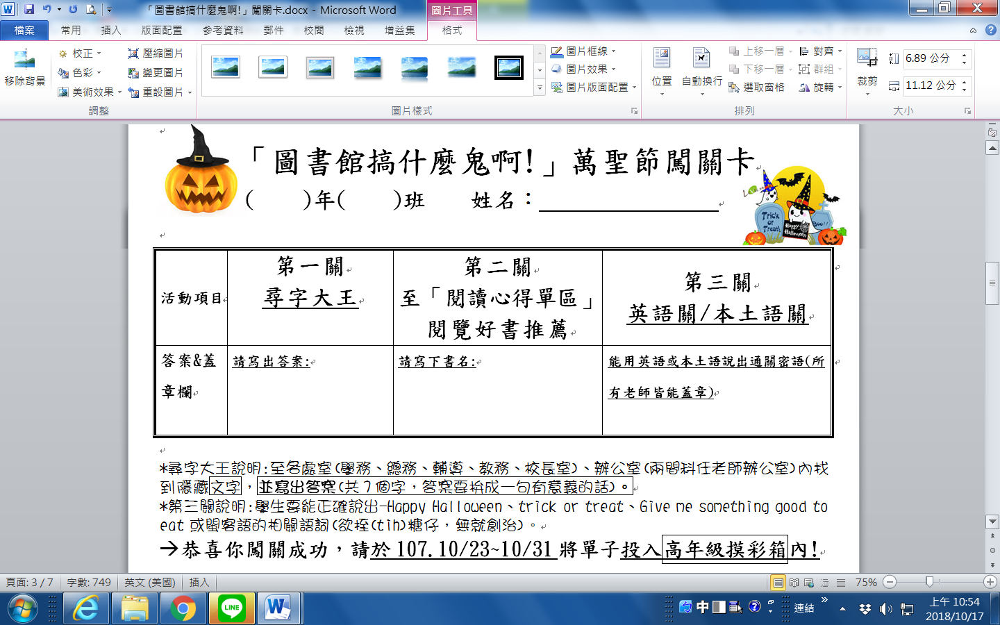 「圖書館搞什麼鬼啊!」闖關卡.docx - Microsoft Word
圖片工具
檔案 常用 插入 版面配置 參考資料 郵件 校閱 檢視 增益集 格式
移除背景
校正
色彩
美術效果
壓縮圖片
變更圖片
重設圖片
調整
圖片樣式
圖片框線
圖片效果
圖片版面配置
位置
自動換行
上移一層
下移一層
選取窗格
對齊
群組
旋轉
排列
裁剪
6.89 公分
11.12 公分
大小
「圖書館搞什麼鬼啊!」萬聖節闖關卡
( )年( )班 姓名：
Trick or Treat!
Happy Halloween
Boo!!
活動項目
第一關
尋字大王
第二關
至「閱讀心得單區」
閱覽好書推薦
第三關
英語關/本土語關
答案&蓋
章欄
請寫出答案:
請寫下書名:
能用英語或本土語說出通關密語(所
有老師皆能蓋章)
*尋字大王說明:至各處室(學務、總務、輔導、教務、校長室)、辦公室(兩間科任老師辦公室)內找
到隱藏文字，並寫出答案(共7個字，答案要拚成一句有意義的話)。
*第三關說明:學生要能正確說出-Happy Halloween、trick or treat、Give me something good to
eat 或閩客語的相關語詞(欲挃(tih)糖仔，無就創治)。
→恭喜你闖關成功，請於 107.10/23~10/31 將單子投入高年級摸彩箱內!
頁面: 3 / 7 字數: 749 英文 (美國) 插入 75%
LINE
中
連結
上午 10:54
2018/10/17